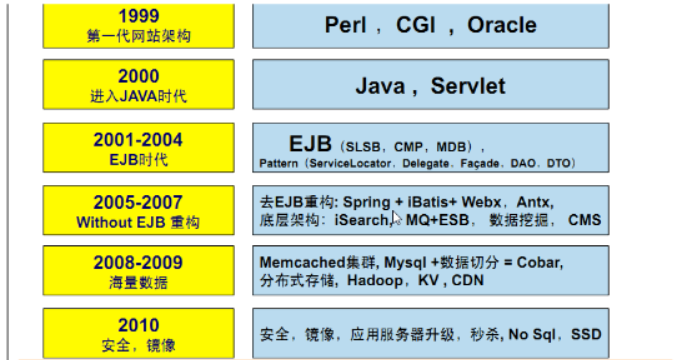 1999
第一代网站架构
Perl ，CGI ，Oracle
2000
进入JAVA时代
Java ，Servlet
2001-2004
EJB时代
EJB（SLSB，CMP，MDB），
Pattern（ServiceLocator，Delegate，Façade，DAO，DTO）
2005-2007
Without EJB 重构
去EJB重构: Spring + iBatis+ Webx，Antx,
底层架构：iSearch, MQ+ESB， 数据挖掘， CMS
2008-2009
海量数据
Memcached集群, Mysql +数据切分 = Cobar,
分布式存储, Hadoop，KV , CDN
2010
安全，镜像
安全，镜像，应用服务器升级，秒杀, No Sql，SSD